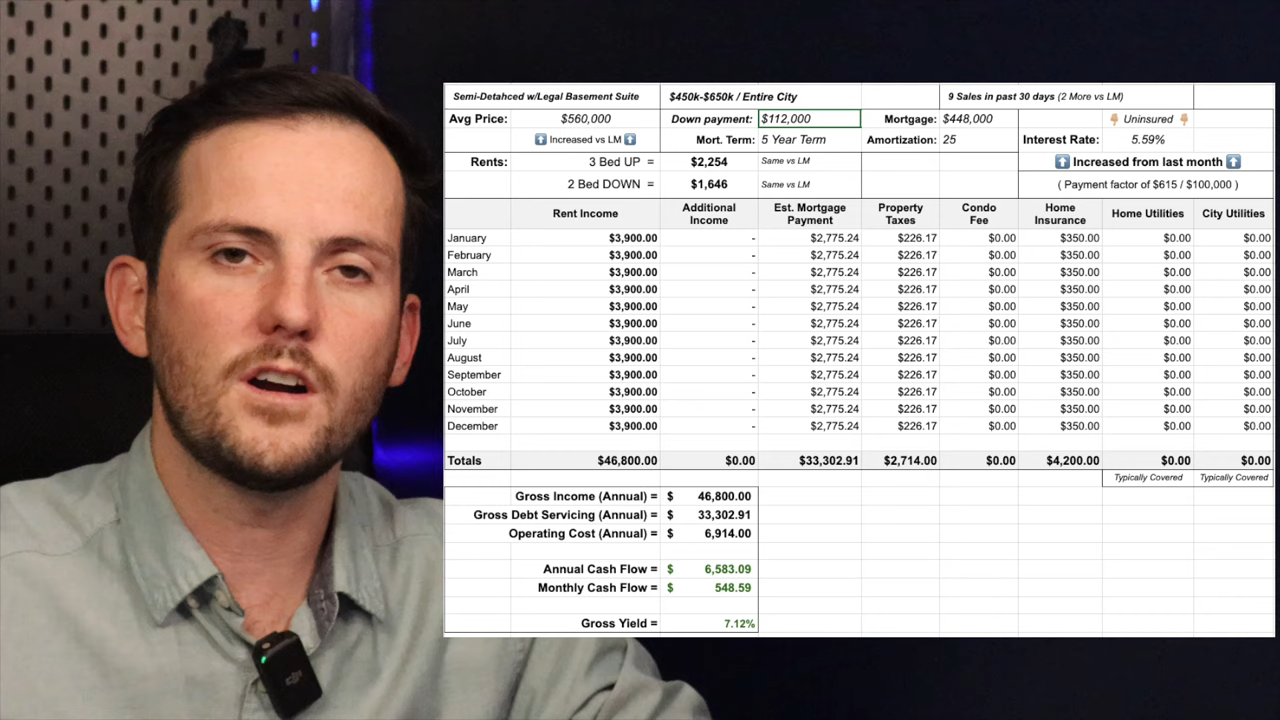 Semi-Detahced w/Legal Basement Suite $450k-$650k / Entire City 9 Sales in past 30 days (2 More vs LM)
Avg Price: $560,000 Down payment: $112,000 Mortgage: $448,000 👎🏼 Uninsured 👎🏼
⬆️ Increased vs LM ⬆️ Mort. Term: 5 Year Term Amortization: 25 Interest Rate: 5.59%
Rents: 3 Bed UP = $2,254 Same vs LM ⬆️ Increased from last month ⬆️
2 Bed DOWN = $1,646 Same vs LM ( Payment factor of $615 / $100,000 )
Rent Income Additional Income Est. Mortgage Payment Property Taxes Condo Fee Home Insurance Home Utilities City Utilities
January $3,900.00 - $2,775.24 $226.17 $0.00 $350.00 $0.00 $0.00
February $3,900.00 - $2,775.24 $226.17 $0.00 $350.00 $0.00 $0.00
March $3,900.00 - $2,775.24 $226.17 $0.00 $350.00 $0.00 $0.00
April $3,900.00 - $2,775.24 $226.17 $0.00 $350.00 $0.00 $0.00
May $3,900.00 - $2,775.24 $226.17 $0.00 $350.00 $0.00 $0.00
June $3,900.00 - $2,775.24 $226.17 $0.00 $350.00 $0.00 $0.00
July $3,900.00 - $2,775.24 $226.17 $0.00 $350.00 $0.00 $0.00
August $3,900.00 - $2,775.24 $226.17 $0.00 $350.00 $0.00 $0.00
September $3,900.00 - $2,775.24 $226.17 $0.00 $350.00 $0.00 $0.00
October $3,900.00 - $2,775.24 $226.17 $0.00 $350.00 $0.00 $0.00
November $3,900.00 - $2,775.24 $226.17 $0.00 $350.00 $0.00 $0.00
December $3,900.00 - $2,775.24 $226.17 $0.00 $350.00 $0.00 $0.00
Totals $46,800.00 $0.00 $33,302.91 $2,714.00 $0.00 $4,200.00 $0.00 $0.00
Typically Covered Typically Covered
Gross Income (Annual) = $ 46,800.00
Gross Debt Servicing (Annual) = $ 33,302.91
Operating Cost (Annual) = $ 6,914.00
Annual Cash Flow = $ 6,583.09
Monthly Cash Flow = $ 548.59
Gross Yield = 7.12%
DJI